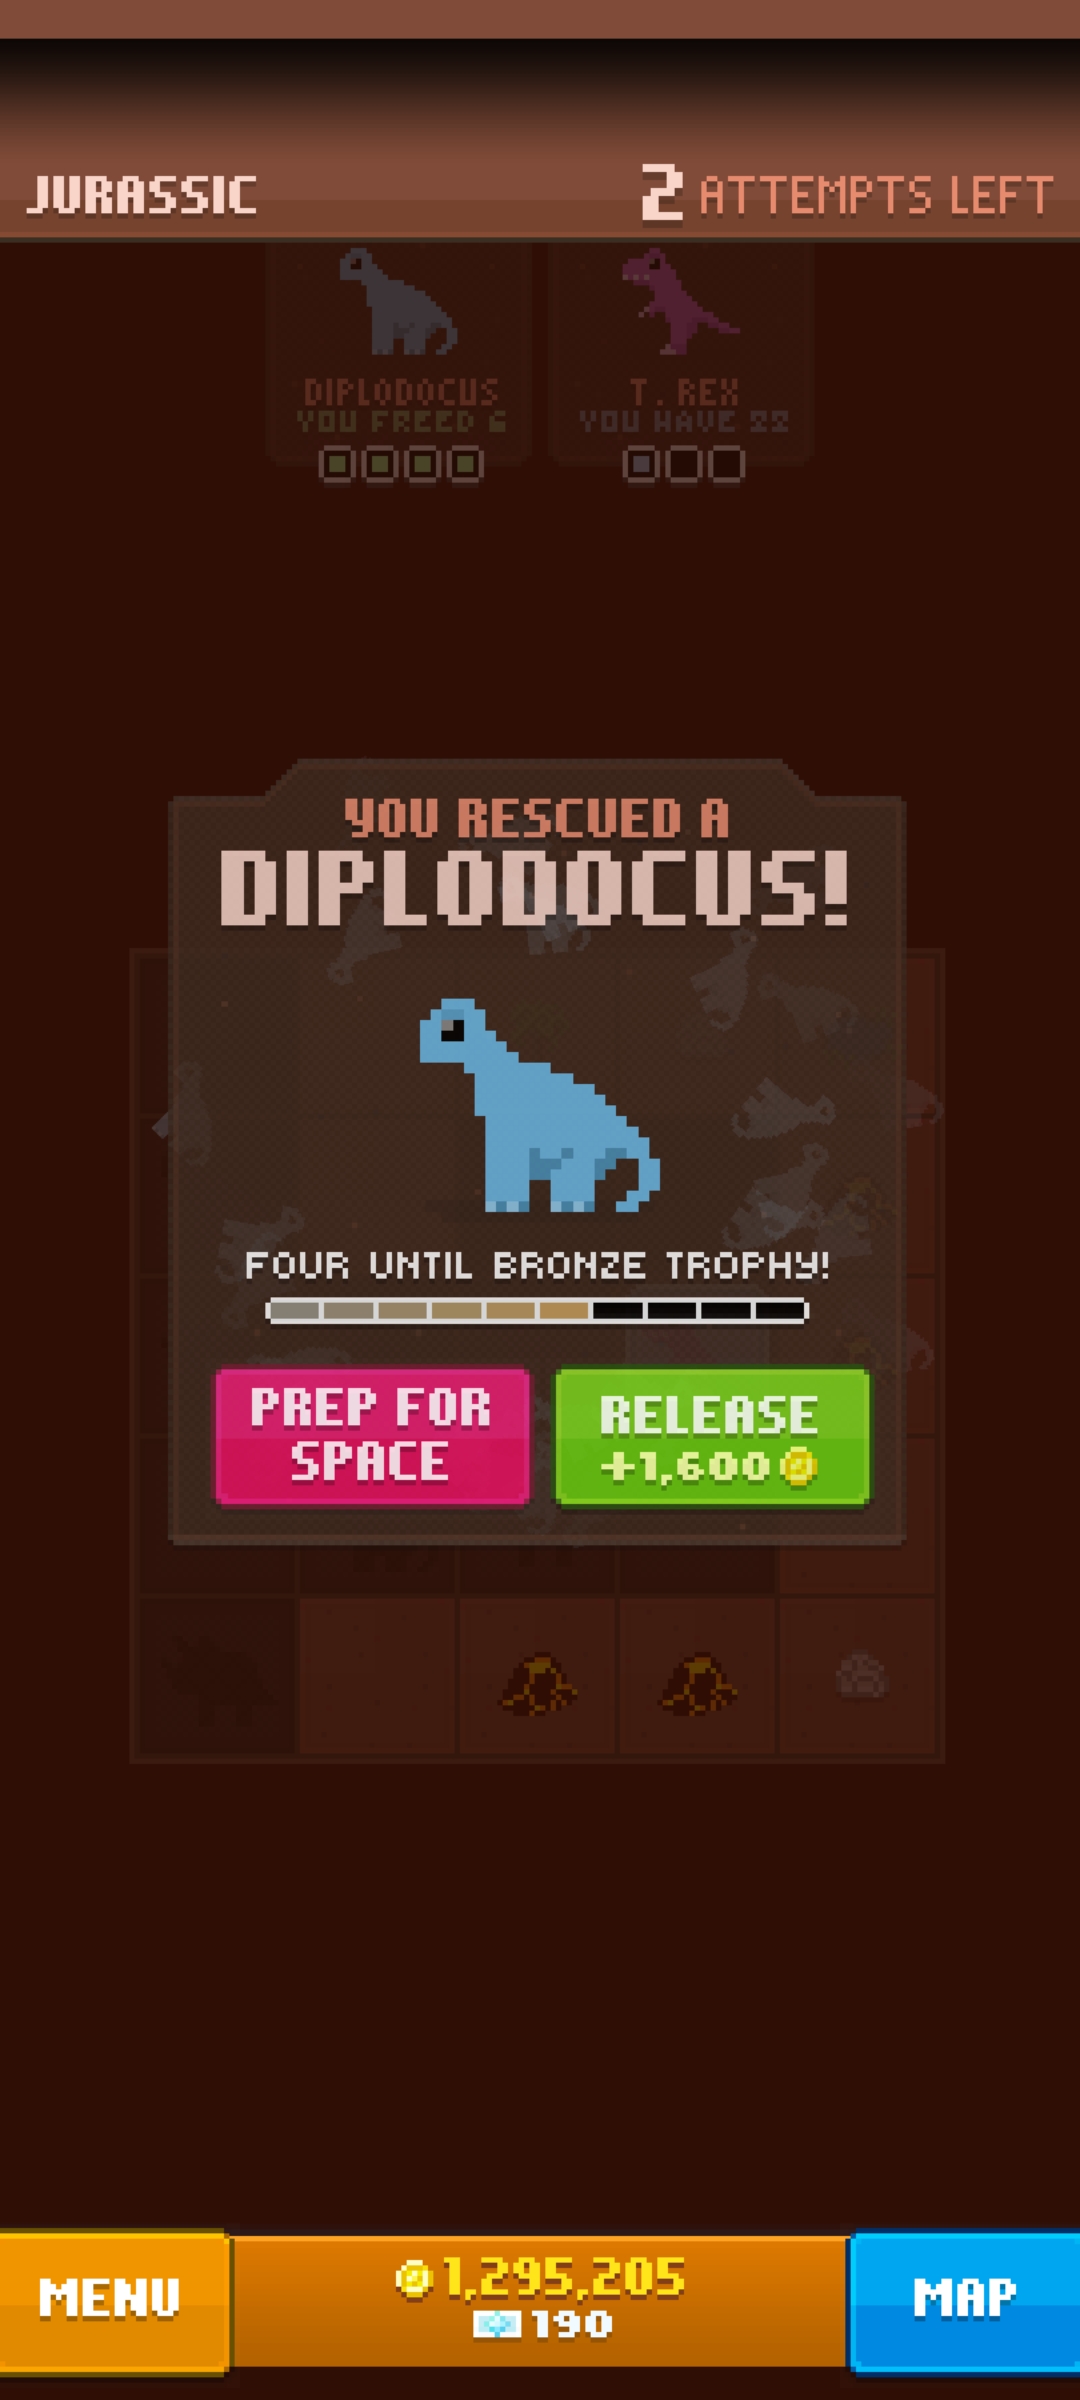 JURASSIC
2 ATTEMPTS LEFT
DIPLODOCUS
YOU FREED 6
T. REX
YOU HAVE 22
YOU RESCUED A
DIPLODOCUS!
FOUR UNTIL BRONZE TROPHY!
PREP FOR
SPACE
RELEASE
+1,600
MENU
1,295,205
190
MAP